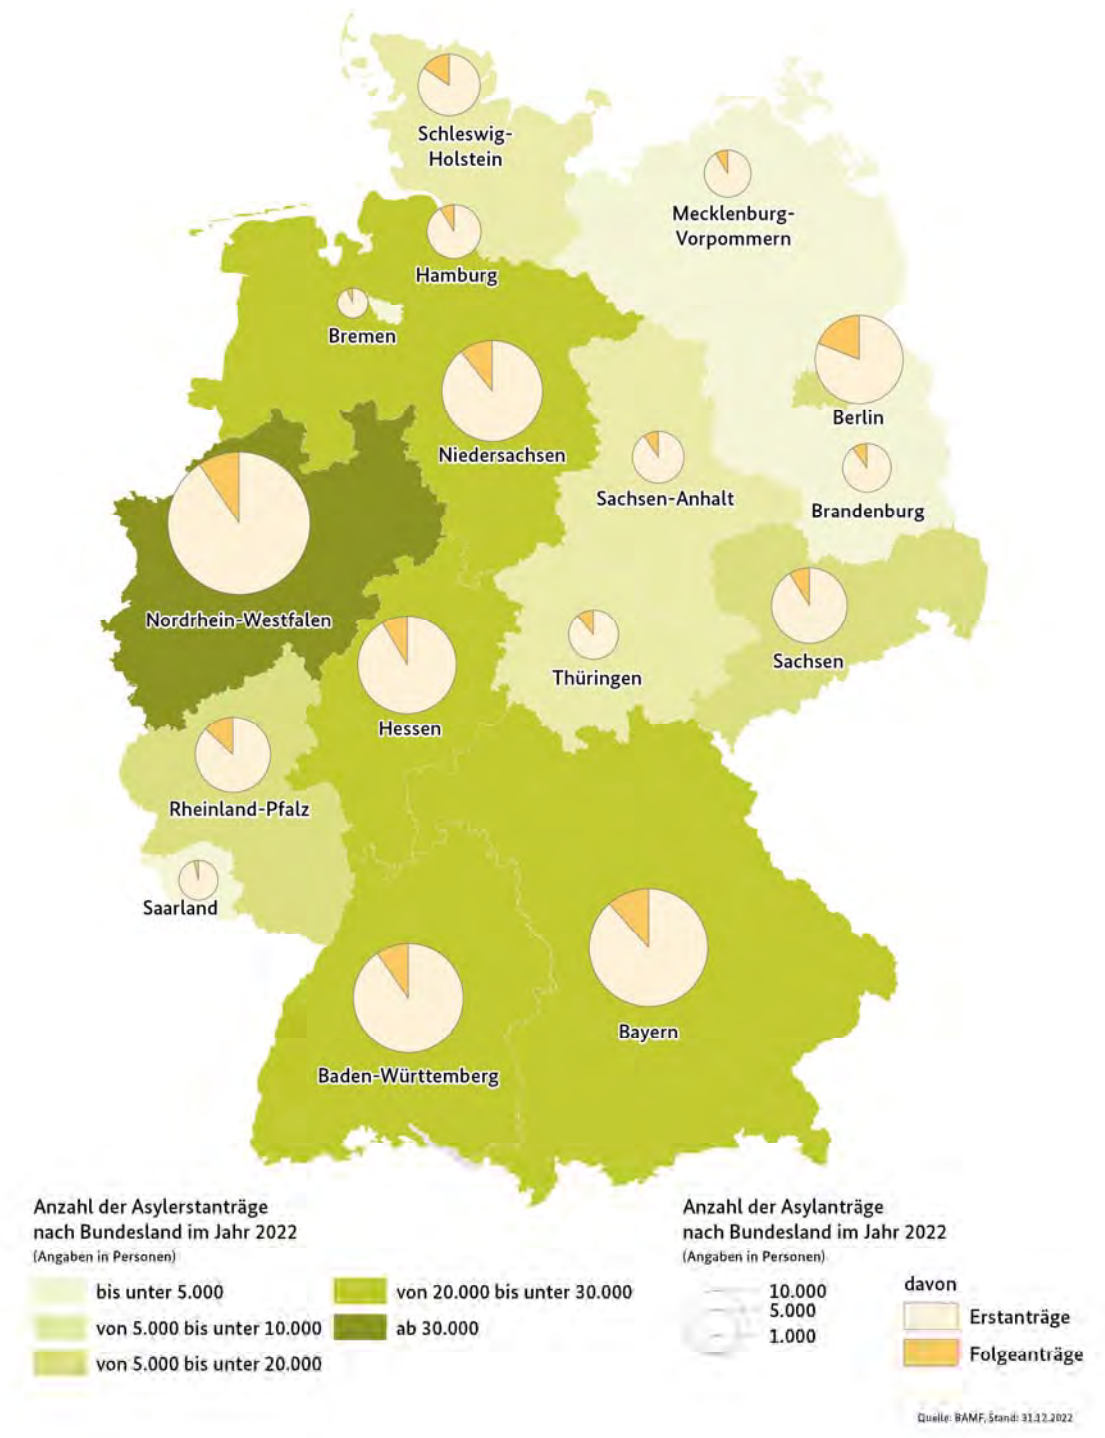 Schleswig-
Holstein
Mecklenburg-
Vorpommern
Hamburg
Bremen
Berlin
Niedersachsen
Sachsen-Anhalt
Brandenburg
Nordrhein-Westfalen
Sachsen
Thüringen
Hessen
Rheinland-Pfalz
Saarland
Bayern
Baden-Württemberg
Anzahl der Asylerstanträge
nach Bundesland im Jahr 2022
(Angaben in Personen)
bis unter 5.000
von 5.000 bis unter 10.000
von 5.000 bis unter 20.000
von 20.000 bis unter 30.000
ab 30.000
Anzahl der Asylanträge
nach Bundesland im Jahr 2022
(Angaben in Personen)
10.000
5.000
1.000
davon
Erstanträge
Folgeanträge
Quelle: BAMF, Stand: 31.12.2022